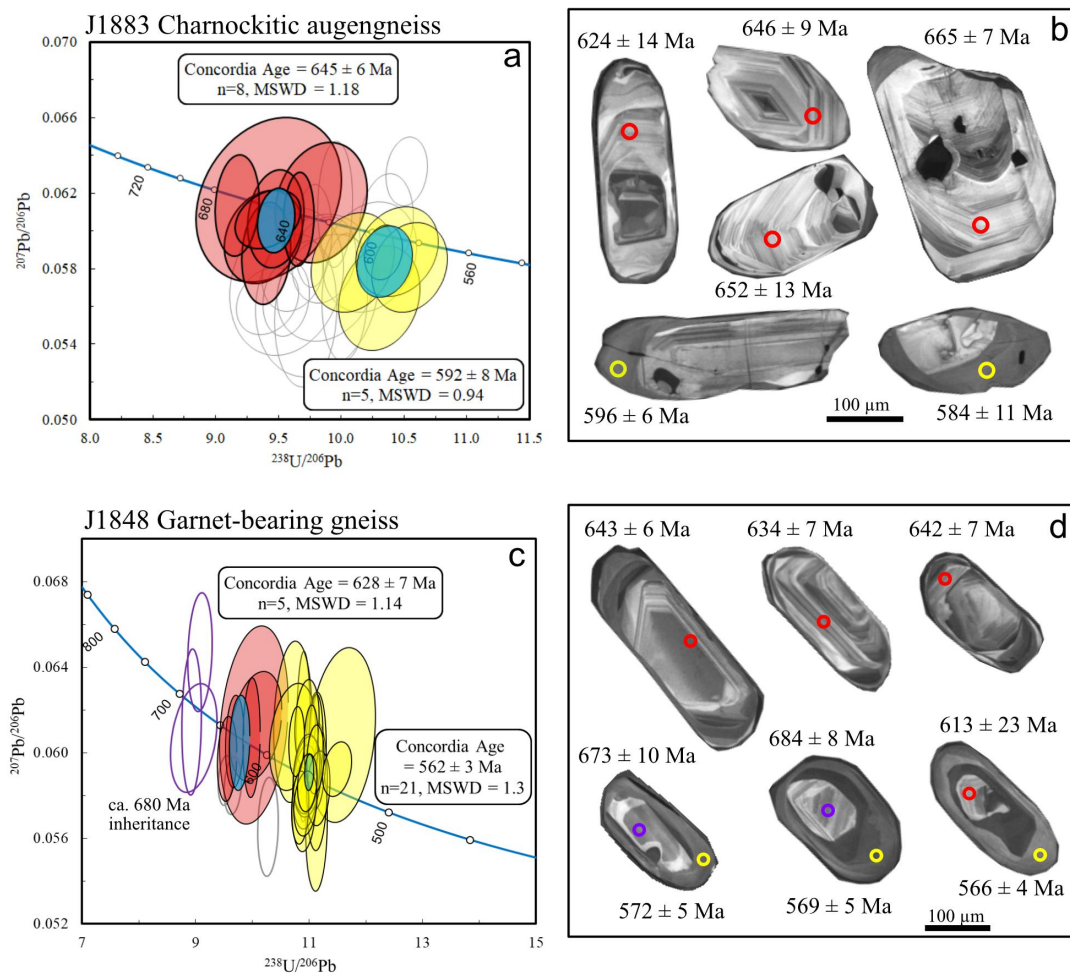 J1883 Charnockitic augengneiss
a
Concordia Age = 645 ± 6 Ma
n=8, MSWD = 1.18
0.070
0.066
0.062
0.058
0.054
0.050
²⁰⁷Pb/²⁰⁶Pb
720
680
640
600
560
Concordia Age = 592 ± 8 Ma
n=5, MSWD = 0.94
8.0 8.5 9.0 9.5 10.0 10.5 11.0 11.5
²³⁸U/²⁰⁶Pb
b
624 ± 14 Ma
646 ± 9 Ma
665 ± 7 Ma
652 ± 13 Ma
596 ± 6 Ma
100 µm
584 ± 11 Ma
J1848 Garnet-bearing gneiss
c
Concordia Age = 628 ± 7 Ma
n=5, MSWD = 1.14
0.068
0.064
0.060
0.056
0.052
²⁰⁷Pb/²⁰⁶Pb
800
700
600
500
Concordia Age
= 562 ± 3 Ma
n=21, MSWD = 1.3
ca. 680 Ma
inheritance
7 9 11 13 15
²³⁸U/²⁰⁶Pb
d
643 ± 6 Ma
634 ± 7 Ma
642 ± 7 Ma
673 ± 10 Ma
684 ± 8 Ma
613 ± 23 Ma
572 ± 5 Ma
569 ± 5 Ma
566 ± 4 Ma
100 µm